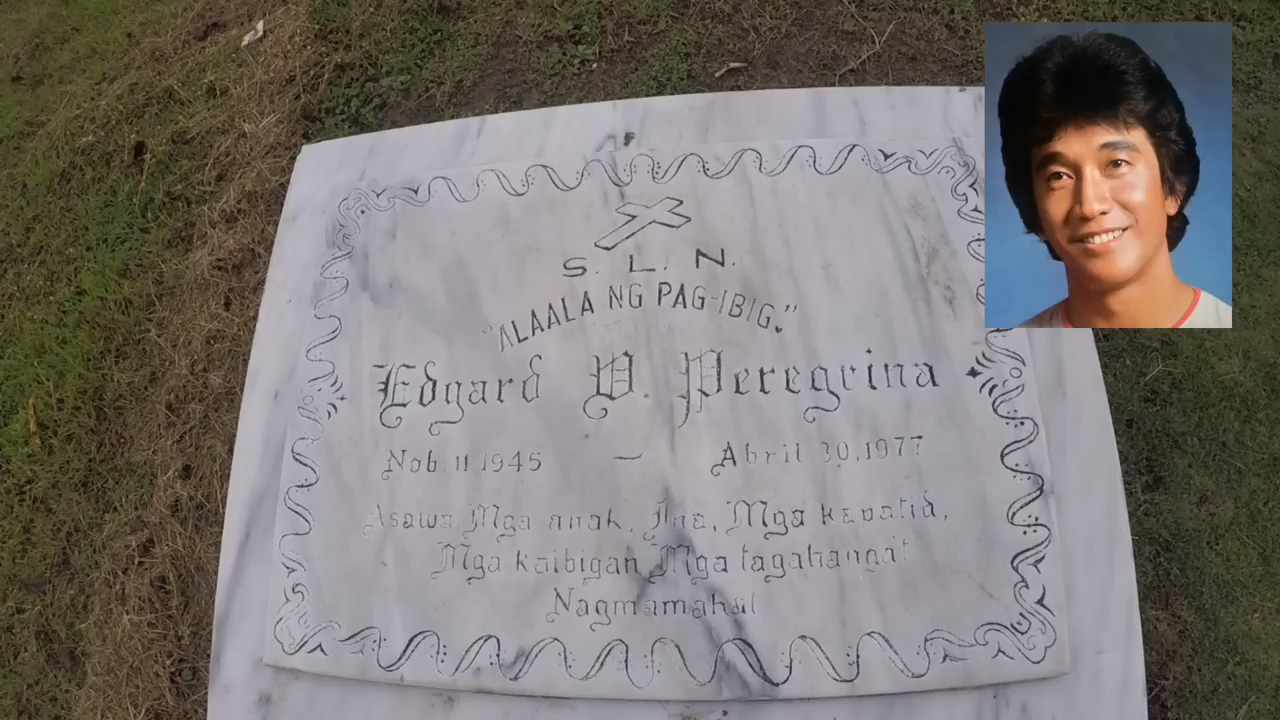 S. L. N.
"ALAALA NG PAG-IBIG."
Edgard V. Peregrina
Nob. 11, 1945 — Abril 30, 1977
Asawa, Mga anak, Ina, Mga kapatid,
Mga kaibigan Mga tagahangat
Nagmamahal